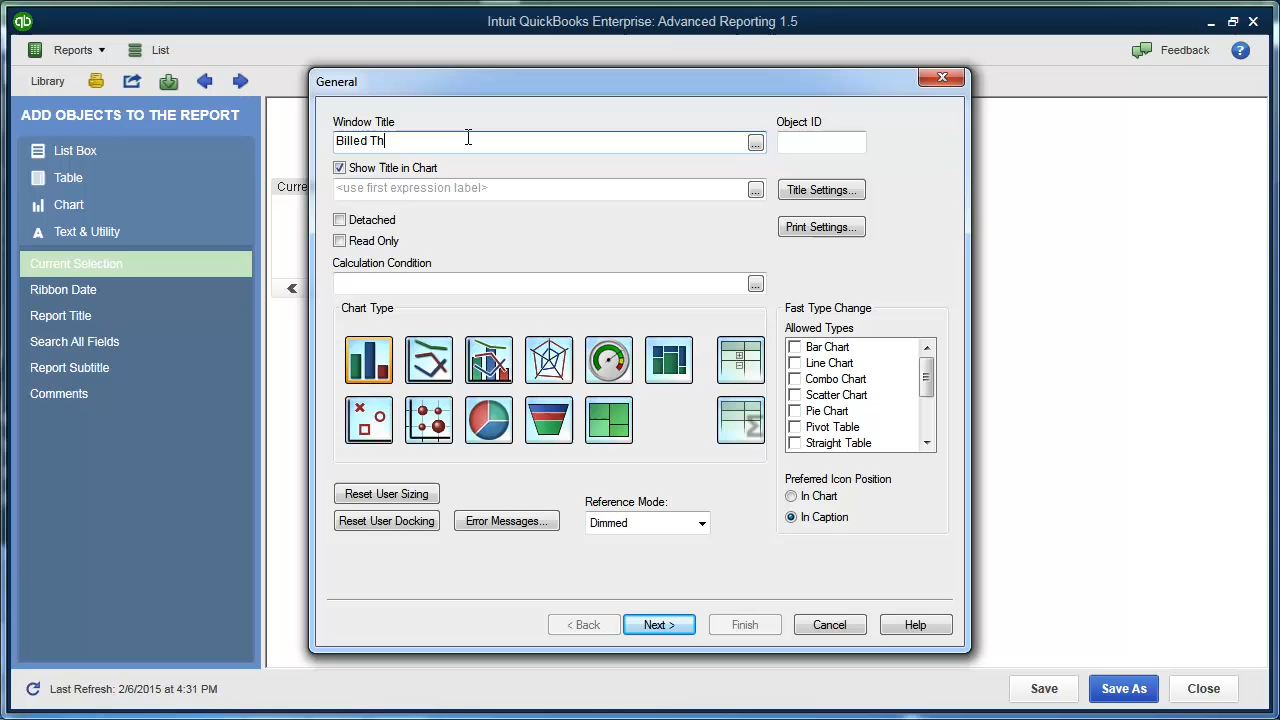 Intuit QuickBooks Enterprise: Advanced Reporting 1.5
Reports
List
Feedback
Library
ADD OBJECTS TO THE REPORT
List Box
Table
Chart
Text & Utility
Current Selection
Ribbon Date
Report Title
Search All Fields
Report Subtitle
Comments
Curre
General
Window Title
Object ID
Billed Th
...
Show Title in Chart
<use first expression label>
...
Title Settings...
Detached
Print Settings...
Read Only
Calculation Condition
...
Chart Type
Fast Type Change
Allowed Types
Bar Chart
Line Chart
Combo Chart
Scatter Chart
Pie Chart
Pivot Table
Straight Table
Preferred Icon Position
In Chart
In Caption
Reset User Sizing
Reference Mode:
Reset User Docking
Error Messages...
Dimmed
< Back
Next >
Finish
Cancel
Help
Last Refresh: 2/6/2015 at 4:31 PM
Save
Save As
Close